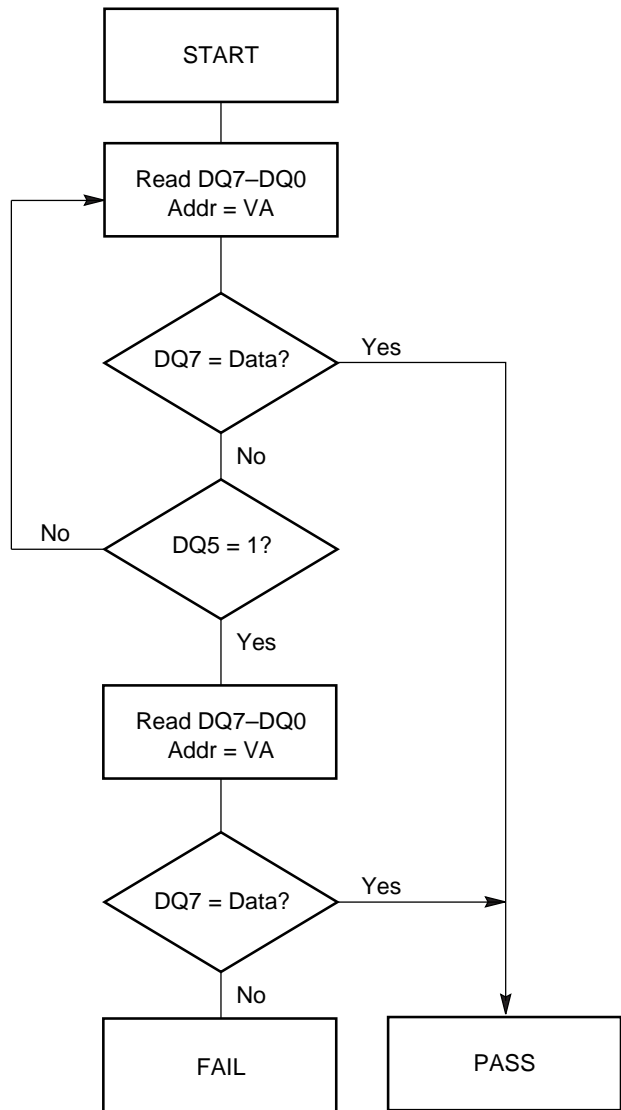 START
Read DQ7–DQ0
Addr = VA
DQ7 = Data?
Yes
No
No
DQ5 = 1?
Yes
Read DQ7–DQ0
Addr = VA
DQ7 = Data?
Yes
No
FAIL
PASS